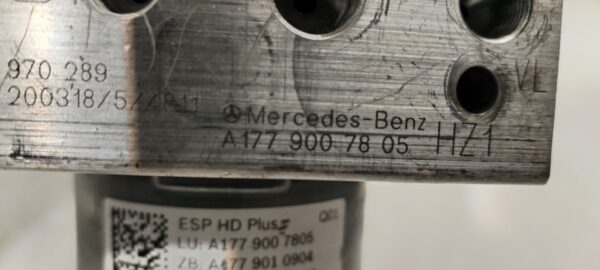 970 289
200318/5/4811
VL
Mercedes-Benz
A 177 900 78 05 HZ1
ESP HD Plus
Q01
LU: A177 900 7805
ZB: A177 901 0904